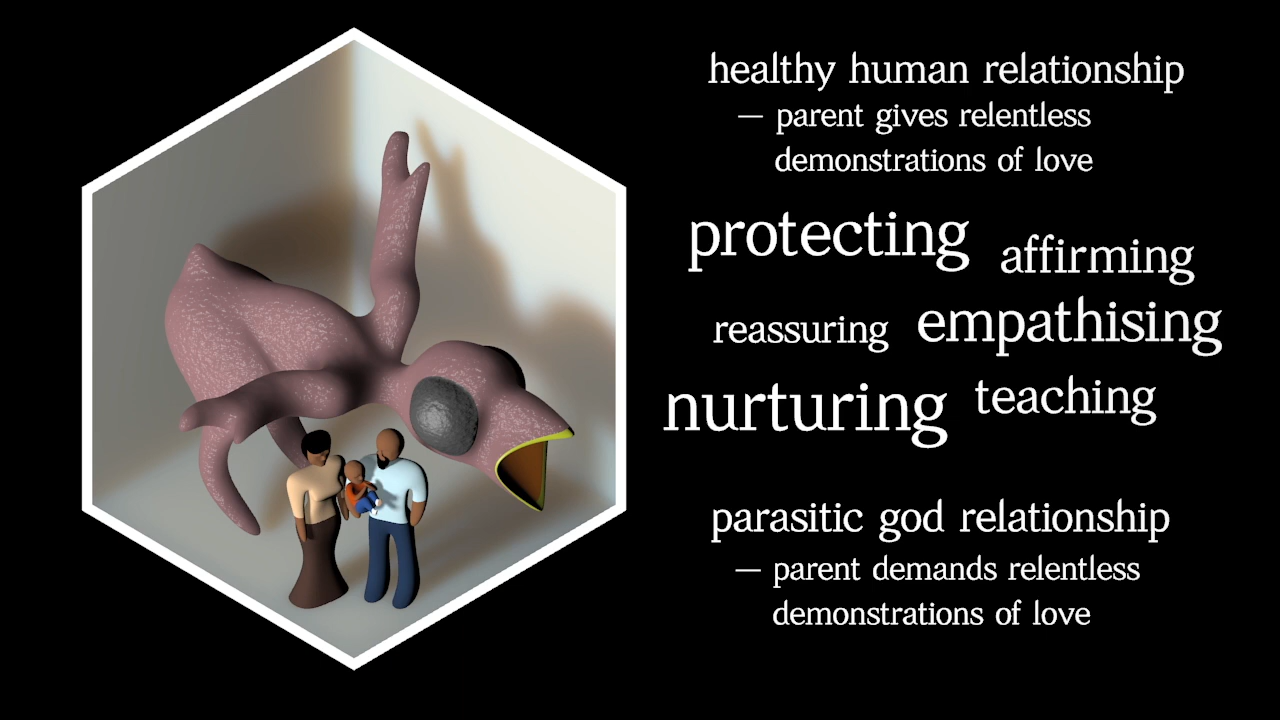 healthy human relationship
— parent gives relentless
demonstrations of love
protecting affirming
reassuring empathising
nurturing teaching
parasitic god relationship
— parent demands relentless
demonstrations of love